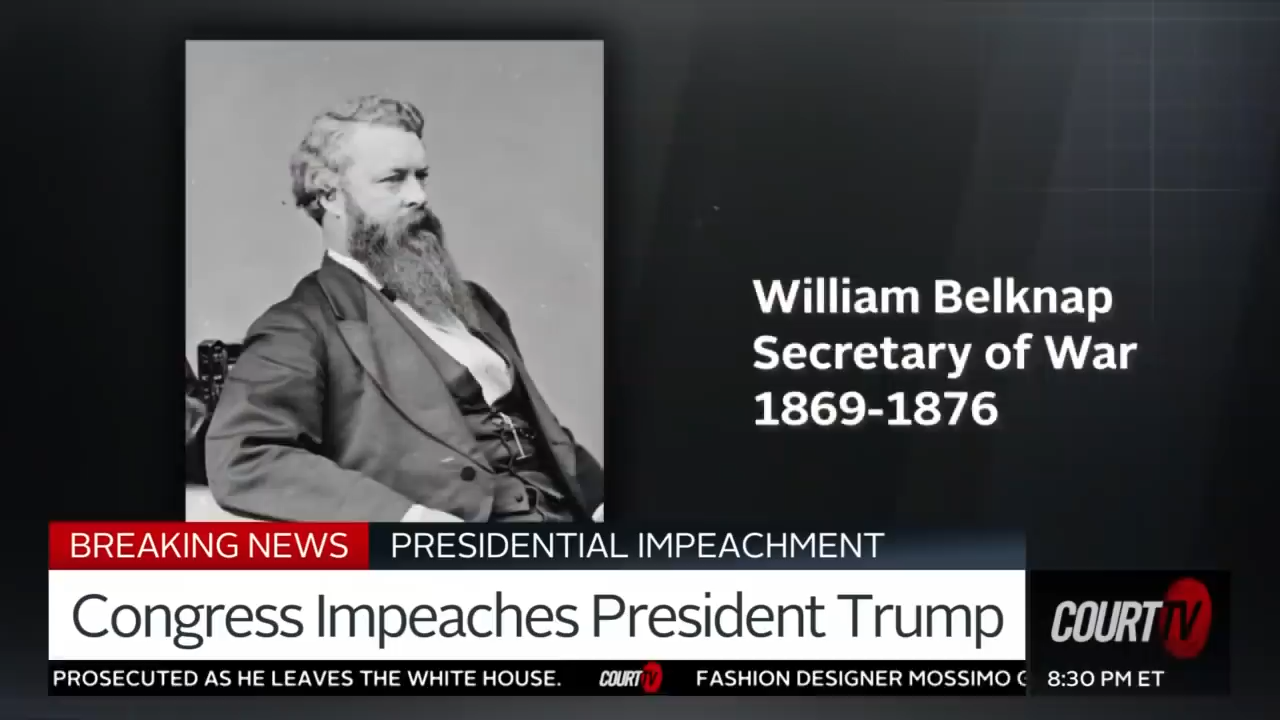 William Belknap
Secretary of War
1869-1876
BREAKING NEWS
PRESIDENTIAL IMPEACHMENT
Congress Impeaches President Trump
COURT TV
PROSECUTED AS HE LEAVES THE WHITE HOUSE. COURT TV FASHION DESIGNER MOSSIMO
8:30 PM ET